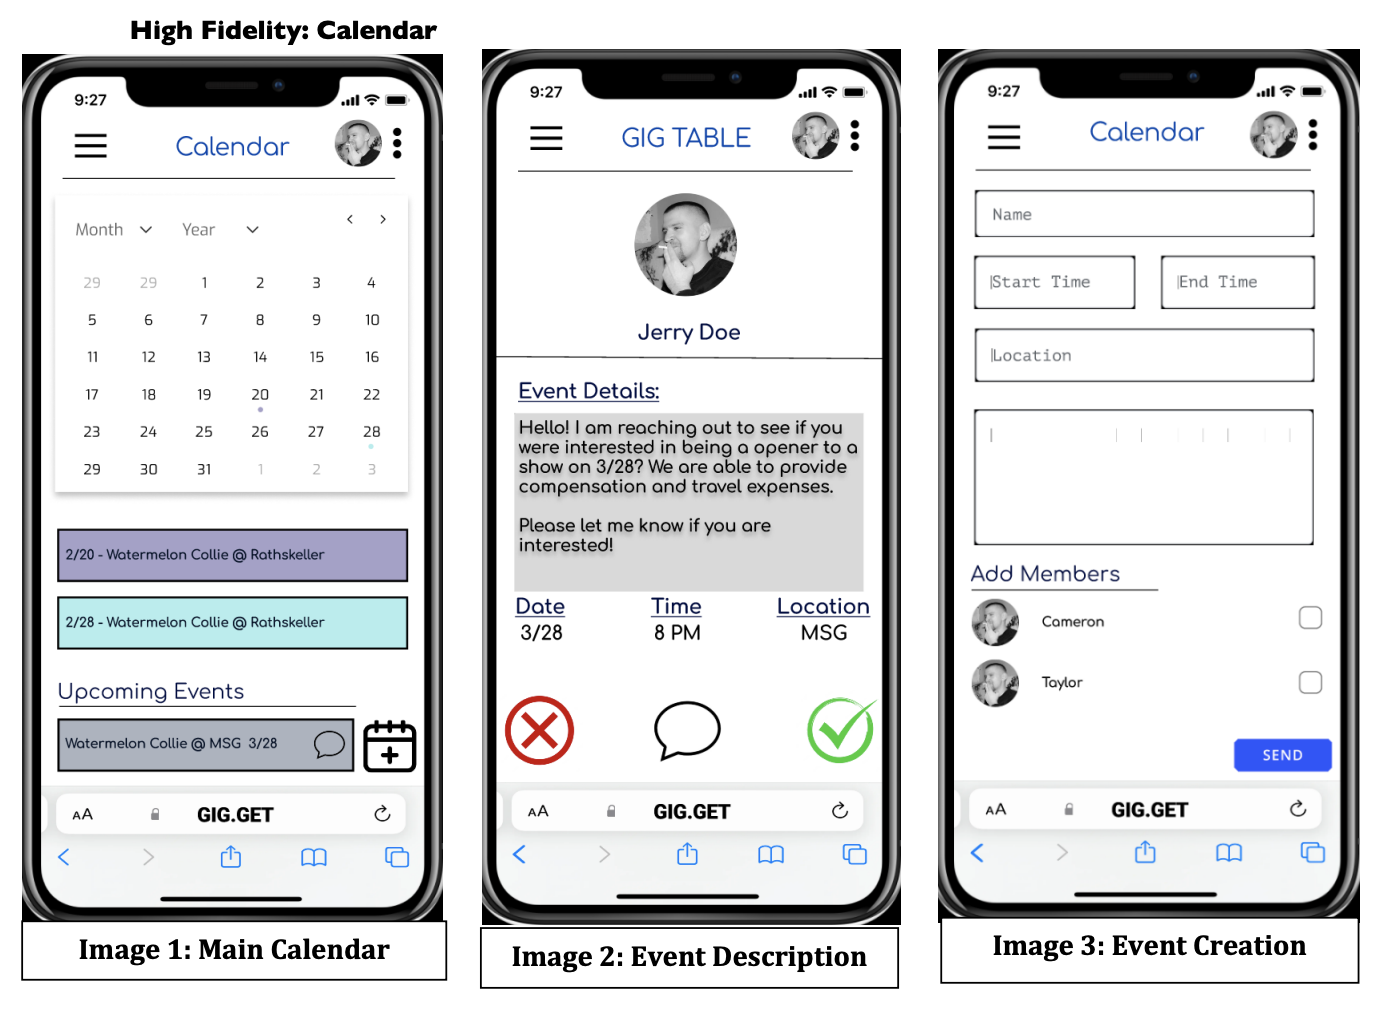 High Fidelity: Calendar
9:27
Calendar
Month Year < >
29 29 1 2 3 4
5 6 7 8 9 10
11 12 13 14 15 16
17 18 19 20 21 22
23 24 25 26 27 28
29 30 31 1 2 3
2/20 - Watermelon Collie @ Rathskeller
2/28 - Watermelon Collie @ Rathskeller
Upcoming Events
Watermelon Collie @ MSG 3/28
AA GIG.GET
Image 1: Main Calendar
9:27
GIG TABLE
Jerry Doe
Event Details:
Hello! I am reaching out to see if you
were interested in being a opener to a
show on 3/28? We are able to provide
compensation and travel expenses.
Please let me know if you are
interested!
Date Time Location
3/28 8 PM MSG
AA GIG.GET
Image 2: Event Description
9:27
Calendar
Name
Start Time End Time
Location
Add Members
Cameron
Taylor
SEND
AA GIG.GET
Image 3: Event Creation